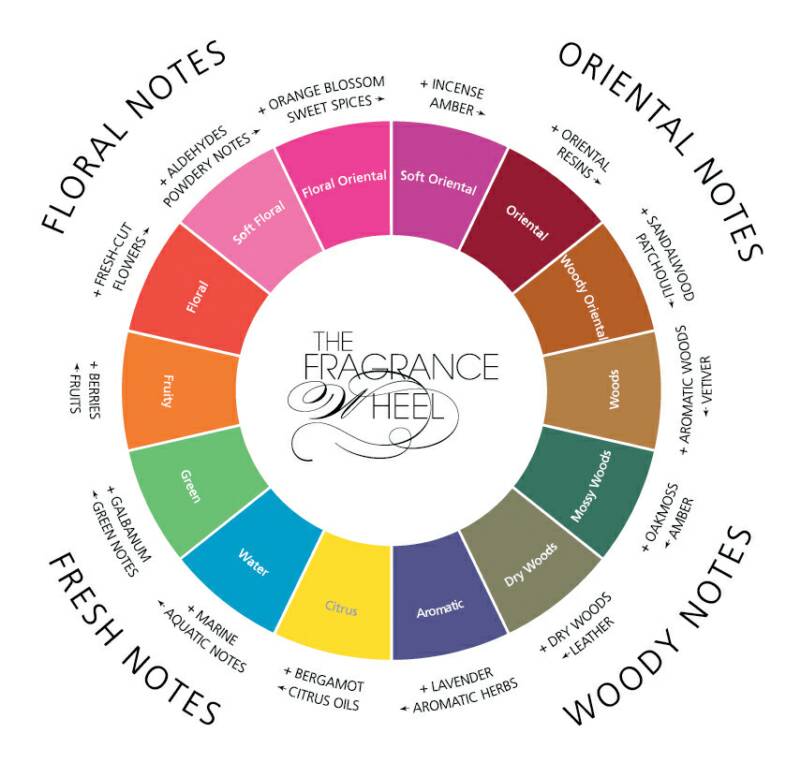 FLORAL NOTES
ORIENTAL NOTES
WOODY NOTES
FRESH NOTES
+ ORANGE BLOSSOM
SWEET SPICES
+ INCENSE
AMBER
+ ORIENTAL
RESINS
+ SANDALWOOD
PATCHOULI
+ AROMATIC WOODS
VETIVER
+ OAKMOSS
AMBER
+ DRY WOODS
LEATHER
+ LAVENDER
AROMATIC HERBS
+ BERGAMOT
CITRUS OILS
+ MARINE
AQUATIC NOTES
+ GALBANUM
GREEN NOTES
+ BERRIES
FRUITS
+ FRESH-CUT
FLOWERS
+ ALDEHYDES
POWDERY NOTES
Floral Oriental
Soft Oriental
Oriental
Woody Oriental
Woods
Mossy Woods
Dry Woods
Aromatic
Citrus
Water
Green
Fruity
Floral
Soft Floral
THE
FRAGRANCE
WHEEL